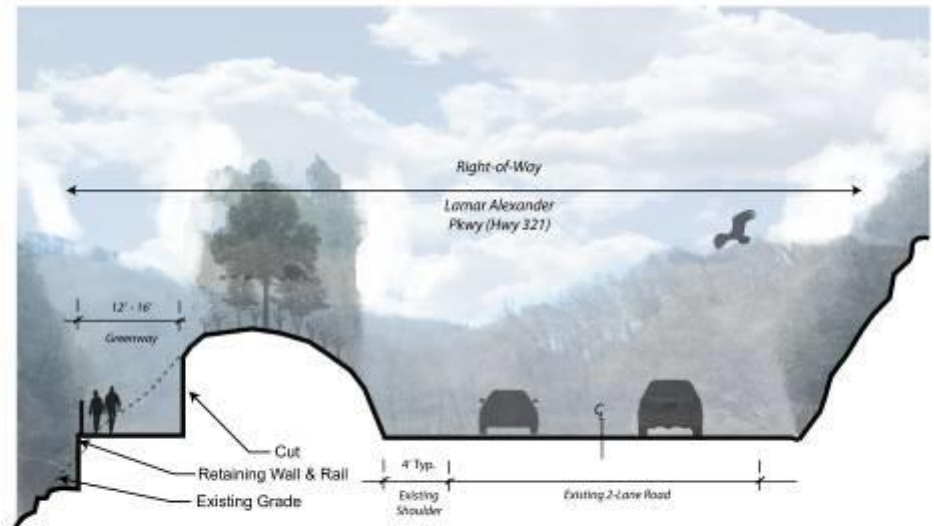 Right-of-Way
Lamar Alexander
Pkwy (Hwy 321)
12' - 16'
Greenway
Cut
Retaining Wall & Rail
Existing Grade
4' Typ.
Existing
Shoulder
Existing 2-Lane Road